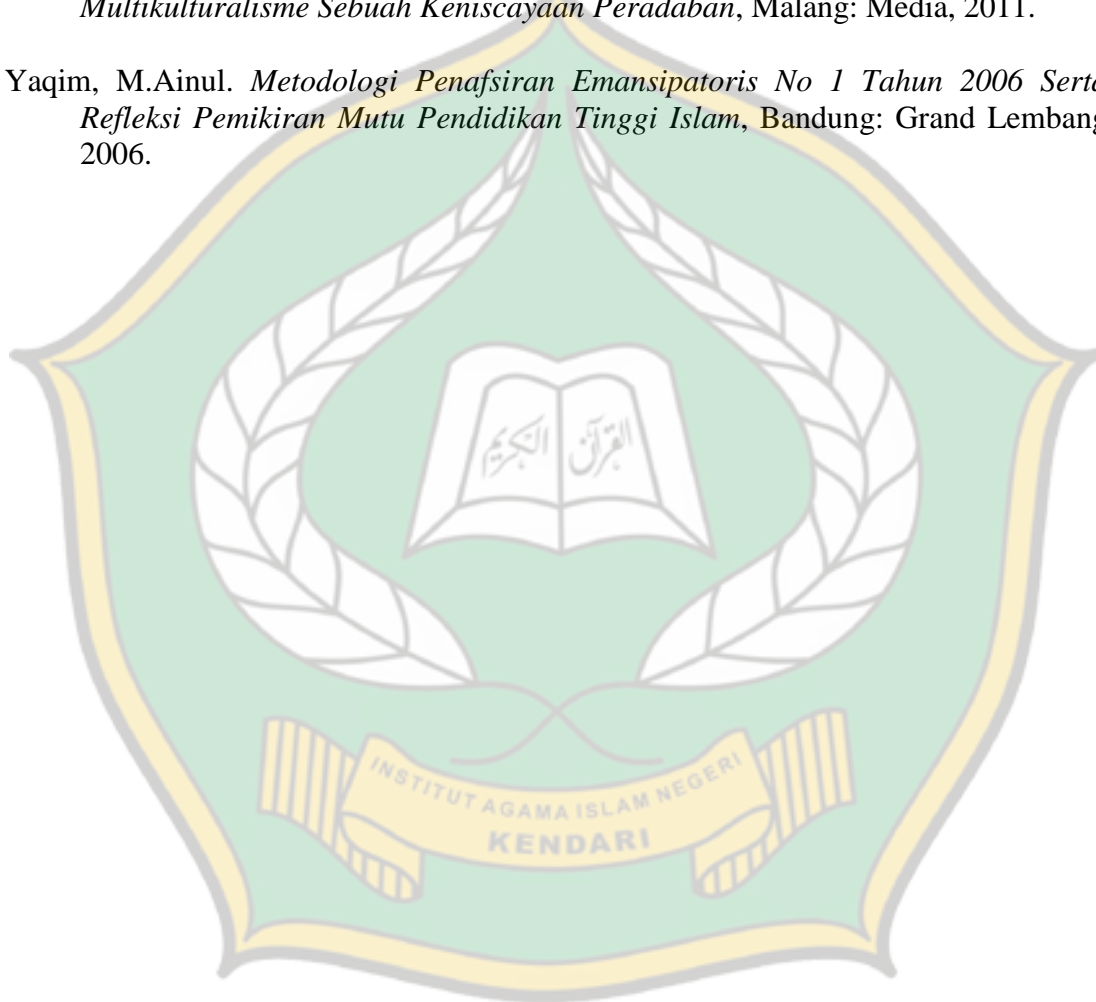 Multikulturalisme Sebuah Keniscayaan Peradaban, Malang: Media, 2011.
Yaqim, M.Ainul. Metodologi Penafsiran Emansipatoris No 1 Tahun 2006 Serta
Refleksi Pemikiran Mutu Pendidikan Tinggi Islam, Bandung: Grand Lembang
2006.
القرآن الكريم
INSTITUT AGAMA ISLAM NEGERI
KENDARI